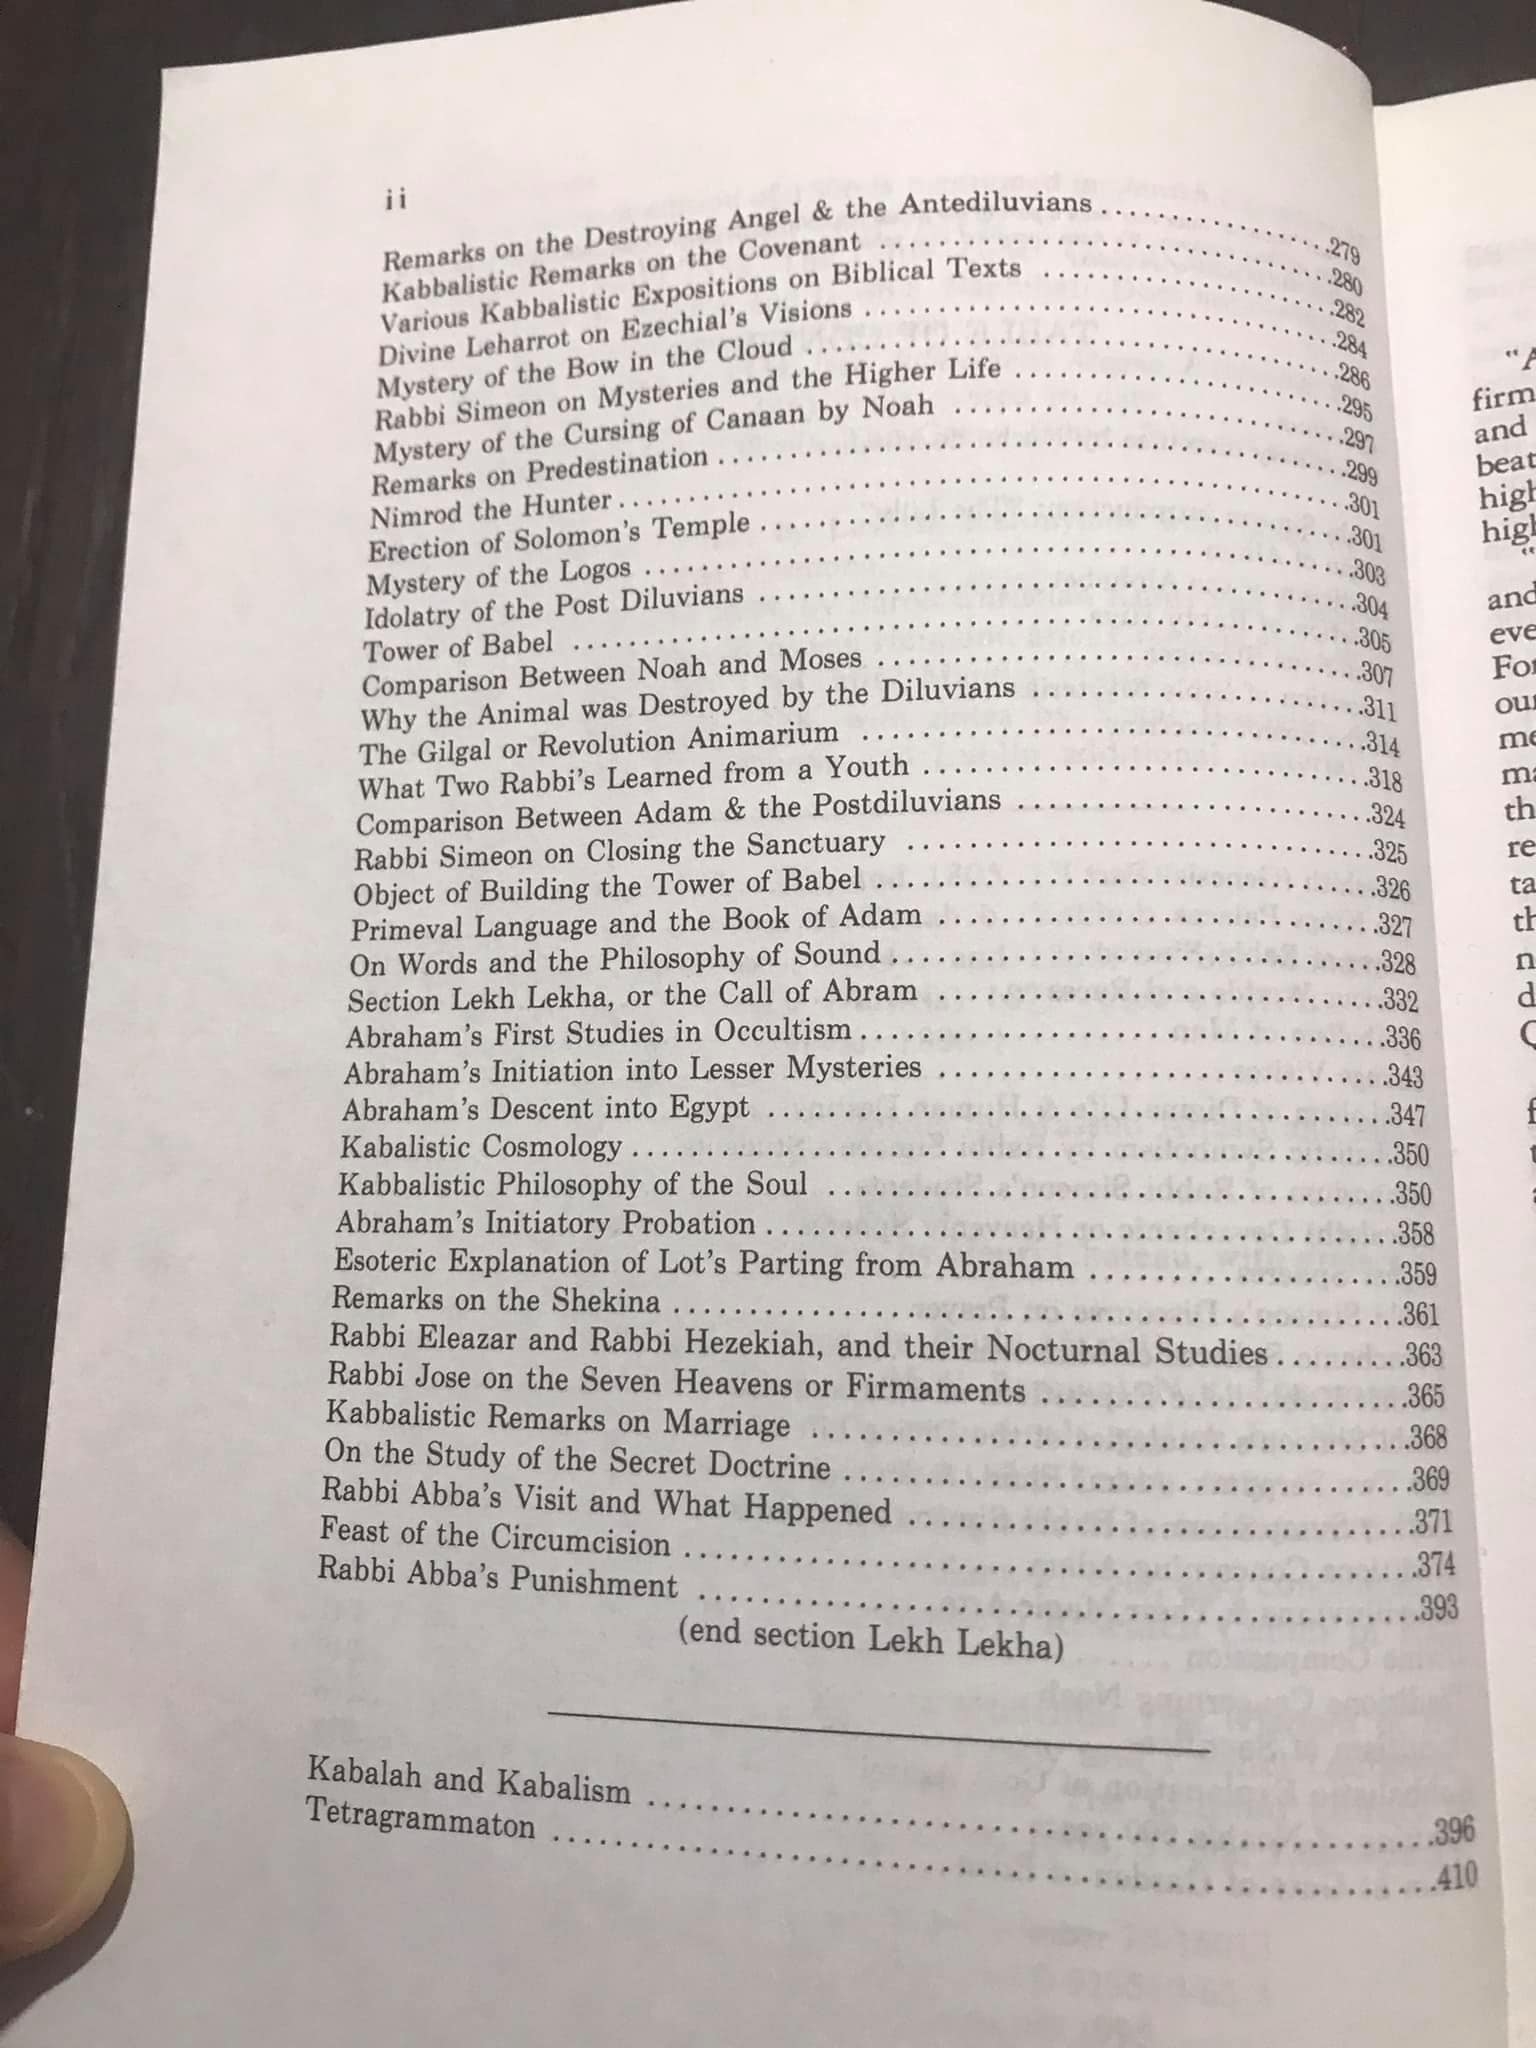 ii
Remarks on the Destroying Angel & the Antediluvians . . . . . . . . . . . . . . . . .279
Kabbalistic Remarks on the Covenant . . . . . . . . . . . . . . . . . . . . . . . . . . . . . . . .280
Various Kabbalistic Expositions on Biblical Texts . . . . . . . . . . . . . . . . . . . . .282
Divine Leharrot on Ezechial's Visions . . . . . . . . . . . . . . . . . . . . . . . . . . . . . . . .284
Mystery of the Bow in the Cloud . . . . . . . . . . . . . . . . . . . . . . . . . . . . . . . . . . . .286
Rabbi Simeon on Mysteries and the Higher Life . . . . . . . . . . . . . . . . . . . . . . .295
Mystery of the Cursing of Canaan by Noah . . . . . . . . . . . . . . . . . . . . . . . . . . .297
Remarks on Predestination . . . . . . . . . . . . . . . . . . . . . . . . . . . . . . . . . . . . . . . .299
Nimrod the Hunter . . . . . . . . . . . . . . . . . . . . . . . . . . . . . . . . . . . . . . . . . . . . . .301
Erection of Solomon's Temple . . . . . . . . . . . . . . . . . . . . . . . . . . . . . . . . . . . . . .301
Mystery of the Logos . . . . . . . . . . . . . . . . . . . . . . . . . . . . . . . . . . . . . . . . . . . . .303
Idolatry of the Post Diluvians . . . . . . . . . . . . . . . . . . . . . . . . . . . . . . . . . . . . . .304
Tower of Babel . . . . . . . . . . . . . . . . . . . . . . . . . . . . . . . . . . . . . . . . . . . . . . . . .305
Comparison Between Noah and Moses . . . . . . . . . . . . . . . . . . . . . . . . . . . . . . .307
Why the Animal was Destroyed by the Diluvians . . . . . . . . . . . . . . . . . . . . . .311
The Gilgal or Revolution Animarium . . . . . . . . . . . . . . . . . . . . . . . . . . . . . . . .314
What Two Rabbi's Learned from a Youth . . . . . . . . . . . . . . . . . . . . . . . . . . . .318
Comparison Between Adam & the Postdiluvians . . . . . . . . . . . . . . . . . . . . . . .324
Rabbi Simeon on Closing the Sanctuary . . . . . . . . . . . . . . . . . . . . . . . . . . . . .325
Object of Building the Tower of Babel . . . . . . . . . . . . . . . . . . . . . . . . . . . . . . .326
Primeval Language and the Book of Adam . . . . . . . . . . . . . . . . . . . . . . . . . . .327
On Words and the Philosophy of Sound . . . . . . . . . . . . . . . . . . . . . . . . . . . . . .328
Section Lekh Lekha, or the Call of Abram . . . . . . . . . . . . . . . . . . . . . . . . . . .332
Abraham's First Studies in Occultism . . . . . . . . . . . . . . . . . . . . . . . . . . . . . . .336
Abraham's Initiation into Lesser Mysteries . . . . . . . . . . . . . . . . . . . . . . . . . .343
Abraham's Descent into Egypt . . . . . . . . . . . . . . . . . . . . . . . . . . . . . . . . . . . . .347
Kabalistic Cosmology . . . . . . . . . . . . . . . . . . . . . . . . . . . . . . . . . . . . . . . . . . . . .350
Kabbalistic Philosophy of the Soul . . . . . . . . . . . . . . . . . . . . . . . . . . . . . . . . .350
Abraham's Initiatory Probation . . . . . . . . . . . . . . . . . . . . . . . . . . . . . . . . . . . .358
Esoteric Explanation of Lot's Parting from Abraham . . . . . . . . . . . . . . . . . .359
Remarks on the Shekina . . . . . . . . . . . . . . . . . . . . . . . . . . . . . . . . . . . . . . . . . .361
Rabbi Eleazar and Rabbi Hezekiah, and their Nocturnal Studies . . . . . . . . .363
Rabbi Jose on the Seven Heavens or Firmaments . . . . . . . . . . . . . . . . . . . . .365
Kabbalistic Remarks on Marriage . . . . . . . . . . . . . . . . . . . . . . . . . . . . . . . . . .368
On the Study of the Secret Doctrine . . . . . . . . . . . . . . . . . . . . . . . . . . . . . . . .369
Rabbi Abba's Visit and What Happened . . . . . . . . . . . . . . . . . . . . . . . . . . . . .371
Feast of the Circumcision . . . . . . . . . . . . . . . . . . . . . . . . . . . . . . . . . . . . . . . . .374
Rabbi Abba's Punishment . . . . . . . . . . . . . . . . . . . . . . . . . . . . . . . . . . . . . . . . .393
(end section Lekh Lekha)
Kabalah and Kabalism . . . . . . . . . . . . . . . . . . . . . . . . . . . . . . . . . . . . . . . . . . .396
Tetragrammaton . . . . . . . . . . . . . . . . . . . . . . . . . . . . . . . . . . . . . . . . . . . . . . . .410
and
and